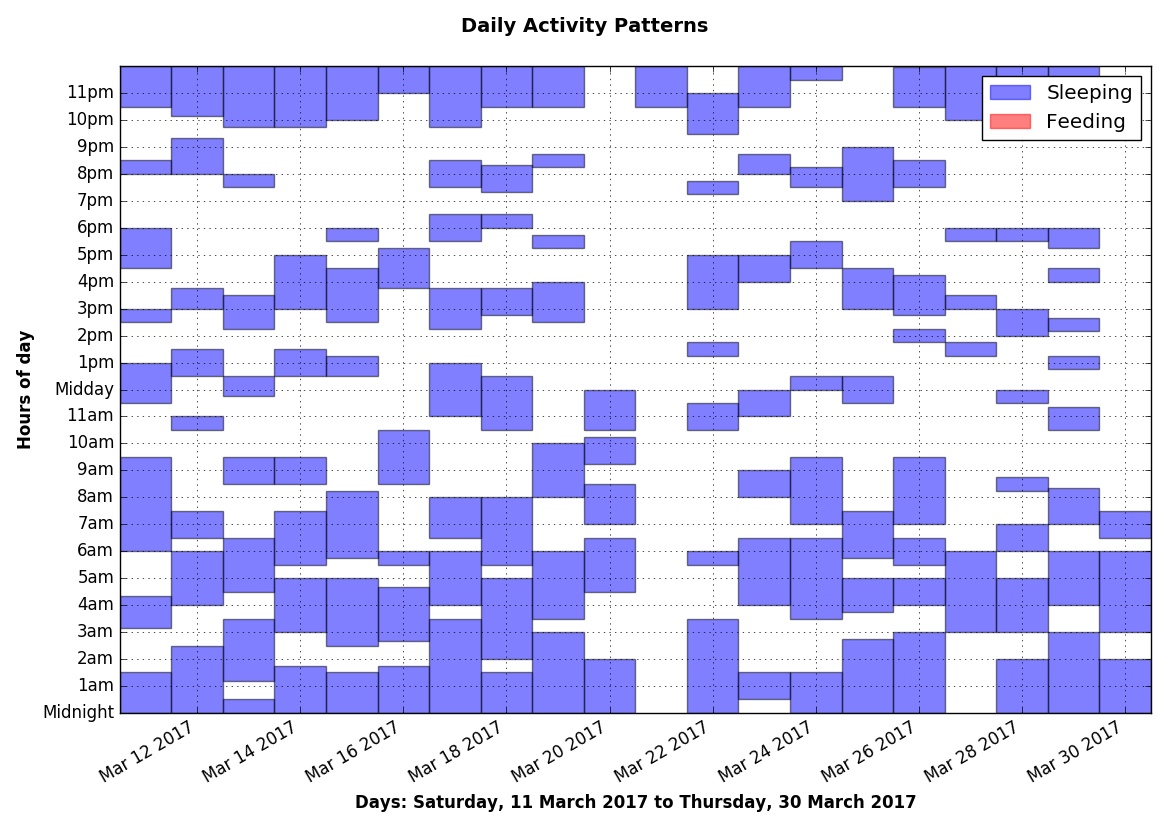 Daily Activity Patterns
Sleeping
Feeding
Hours of day
11pm
10pm
9pm
8pm
7pm
6pm
5pm
4pm
3pm
2pm
1pm
Midday
11am
10am
9am
8am
7am
6am
5am
4am
3am
2am
1am
Midnight
Mar 12 2017
Mar 14 2017
Mar 16 2017
Mar 18 2017
Mar 20 2017
Mar 22 2017
Mar 24 2017
Mar 26 2017
Mar 28 2017
Mar 30 2017
Days: Saturday, 11 March 2017 to Thursday, 30 March 2017